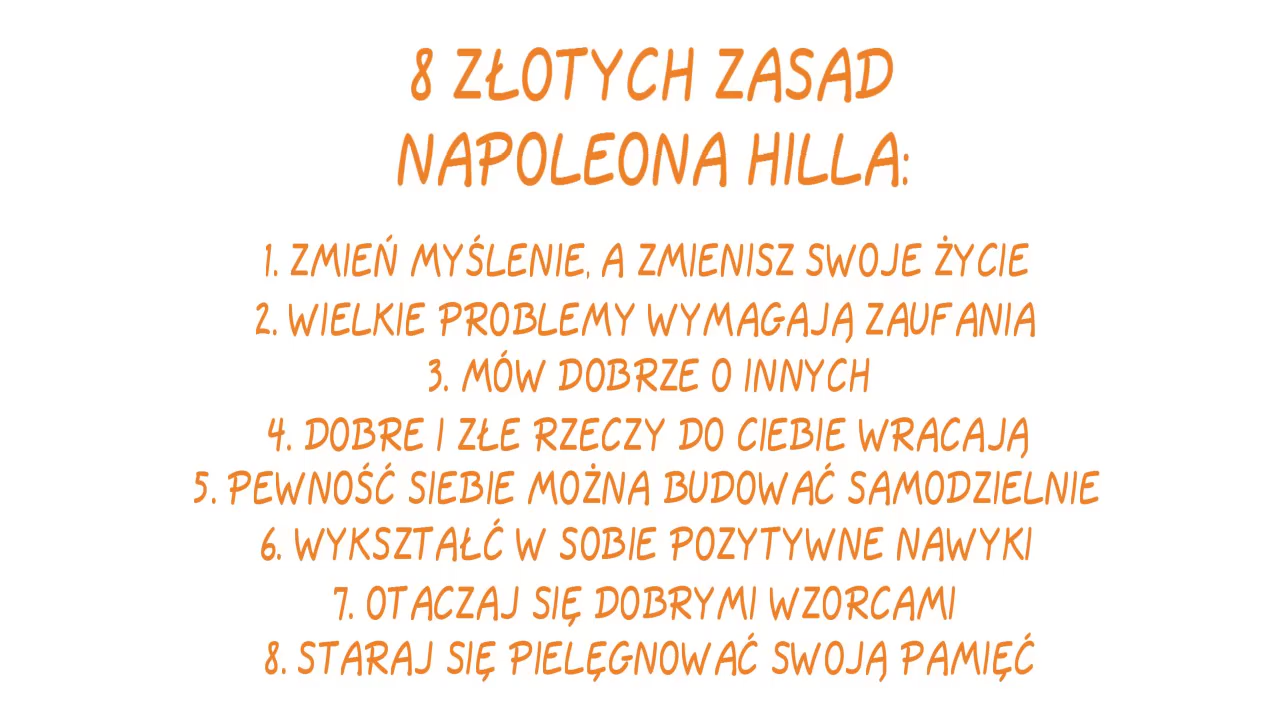 8 ZŁOTYCH ZASAD
NAPOLEONA HILLA:
1. ZMIEŃ MYŚLENIE, A ZMIENISZ SWOJE ŻYCIE
2. WIELKIE PROBLEMY WYMAGAJĄ ZAUFANIA
3. MÓW DOBRZE O INNYCH
4. DOBRE I ZŁE RZECZY DO CIEBIE WRACAJĄ
5. PEWNOŚĆ SIEBIE MOŻNĄ BUDOWAĆ SAMODZIELNIE
6. WYKSZTAŁĆ W SOBIE POZYTYWNE NAWYKI
7. OTACZAJ SIĘ DOBRYMI WZORCAMI
8. STARAJ SIĘ PIELĘGNOWAĆ SWOJĄ PAMIĘĆ